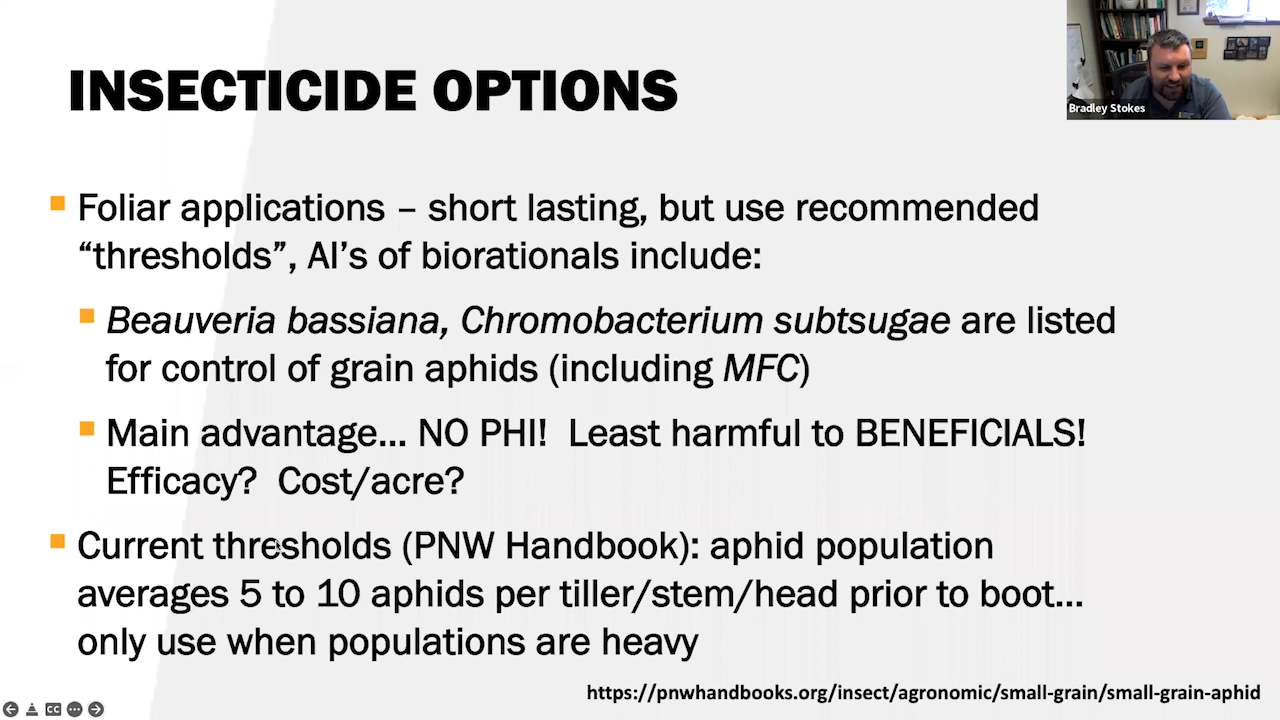 INSECTICIDE OPTIONS
Bradley Stokes
Foliar applications – short lasting, but use recommended
“thresholds”, AI’s of biorationals include:
Beauveria bassiana, Chromobacterium subtsugae are listed
for control of grain aphids (including MFC)
Main advantage... NO PHI!  Least harmful to BENEFICIALS!
Efficacy?  Cost/acre?
Current thresholds (PNW Handbook): aphid population
averages 5 to 10 aphids per tiller/stem/head prior to boot...
only use when populations are heavy
https://pnwhandbooks.org/insect/agronomic/small-grain/small-grain-aphid
CC